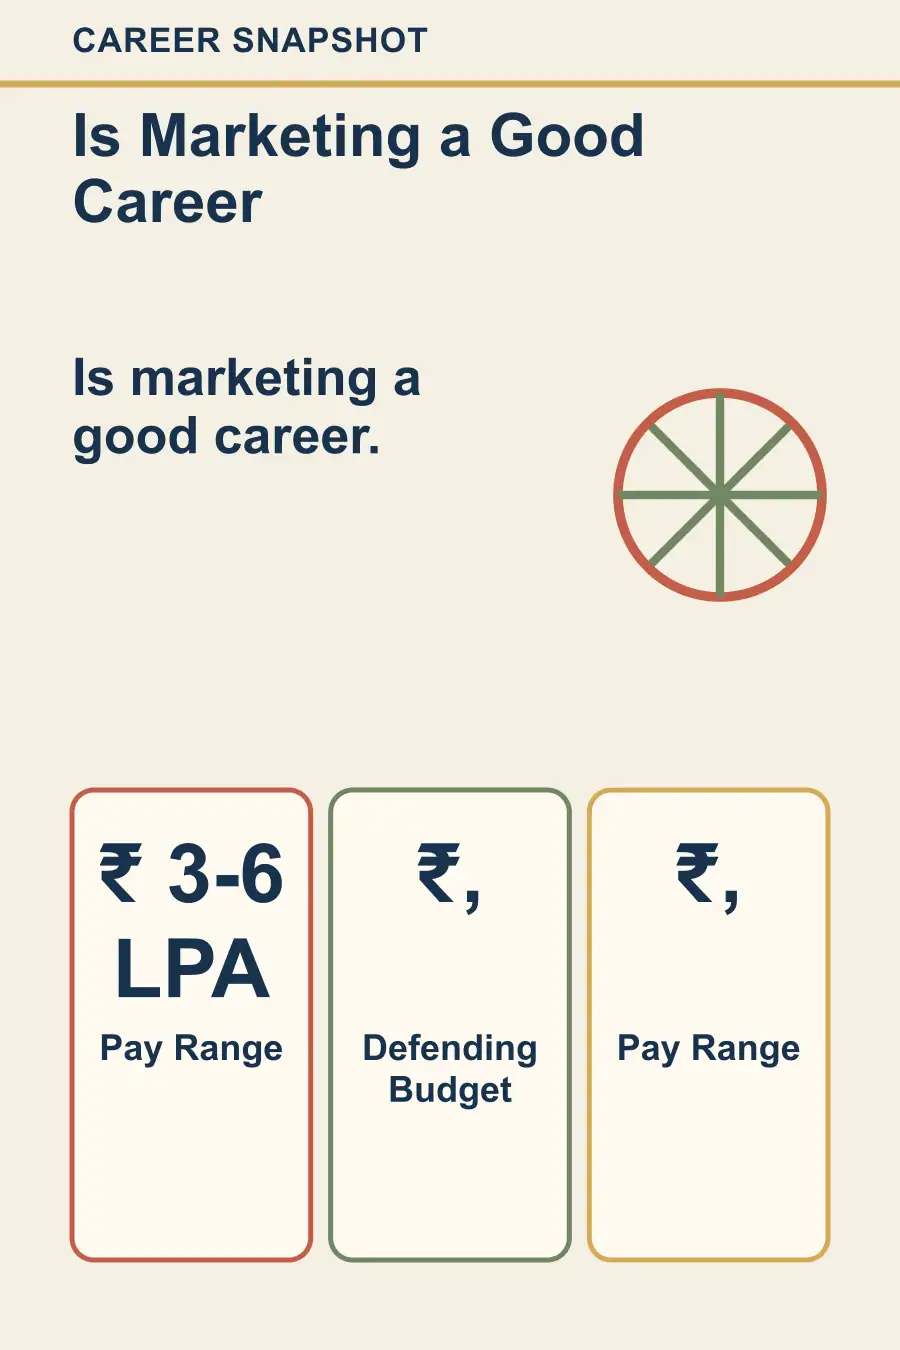 CAREER SNAPSHOT
Is Marketing a Good
Career
Is marketing a
good career.
₹ 3-6
LPA
Pay Range
₹,
Defending
Budget
₹,
Pay Range